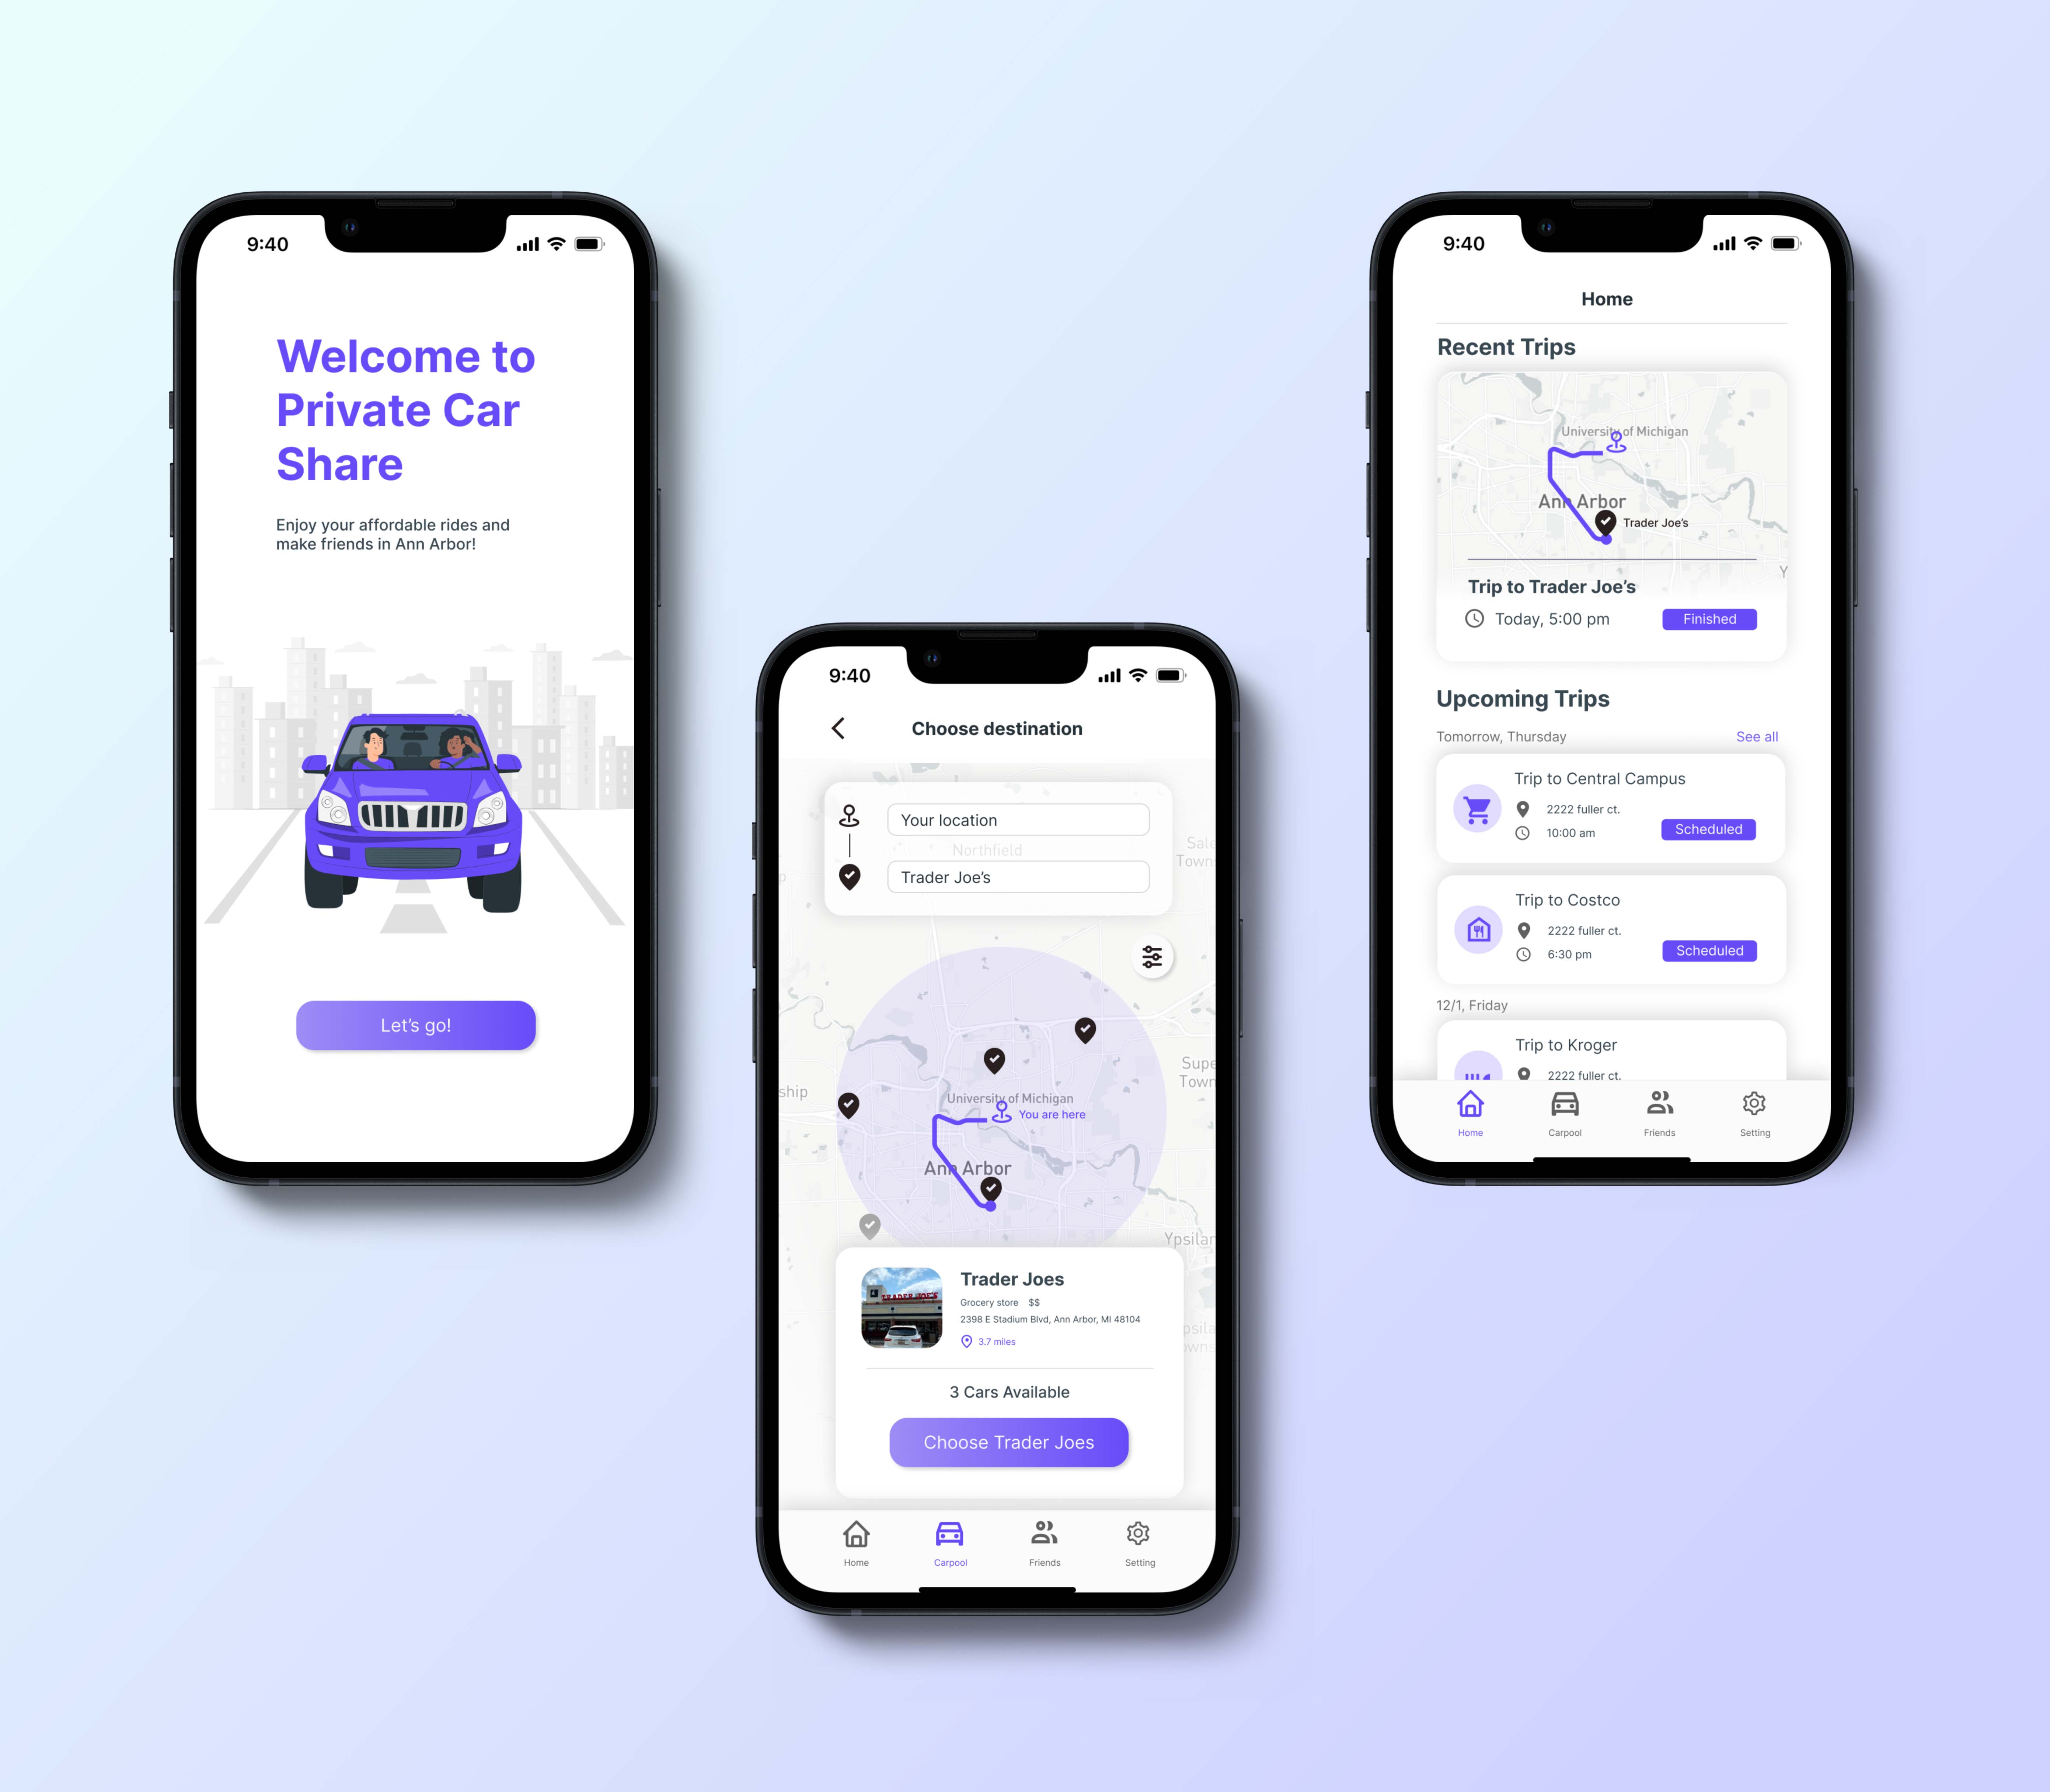 9:40
Welcome to
Private Car
Share
Enjoy your affordable rides and
make friends in Ann Arbor!
Let's go!
9:40
Choose destination
Your location
Northfield
Trader Joe's
University of Michigan
You are here
Ann Arbor
Trader Joes
Grocery store $$
2398 E Stadium Blvd, Ann Arbor, MI 48104
3.7 miles
TRADER JOE'S
3 Cars Available
Choose Trader Joes
Home
Carpool
Friends
Setting
9:40
Home
Recent Trips
University of Michigan
Ann Arbor
Trader Joe's
Y
Trip to Trader Joe's
Today, 5:00 pm
Finished
Upcoming Trips
Tomorrow, Thursday
See all
Trip to Central Campus
2222 fuller ct.
10:00 am
Scheduled
Trip to Costco
2222 fuller ct.
6:30 pm
Scheduled
12/1, Friday
Trip to Kroger
2222 fuller ct.
Home
Carpool
Friends
Setting